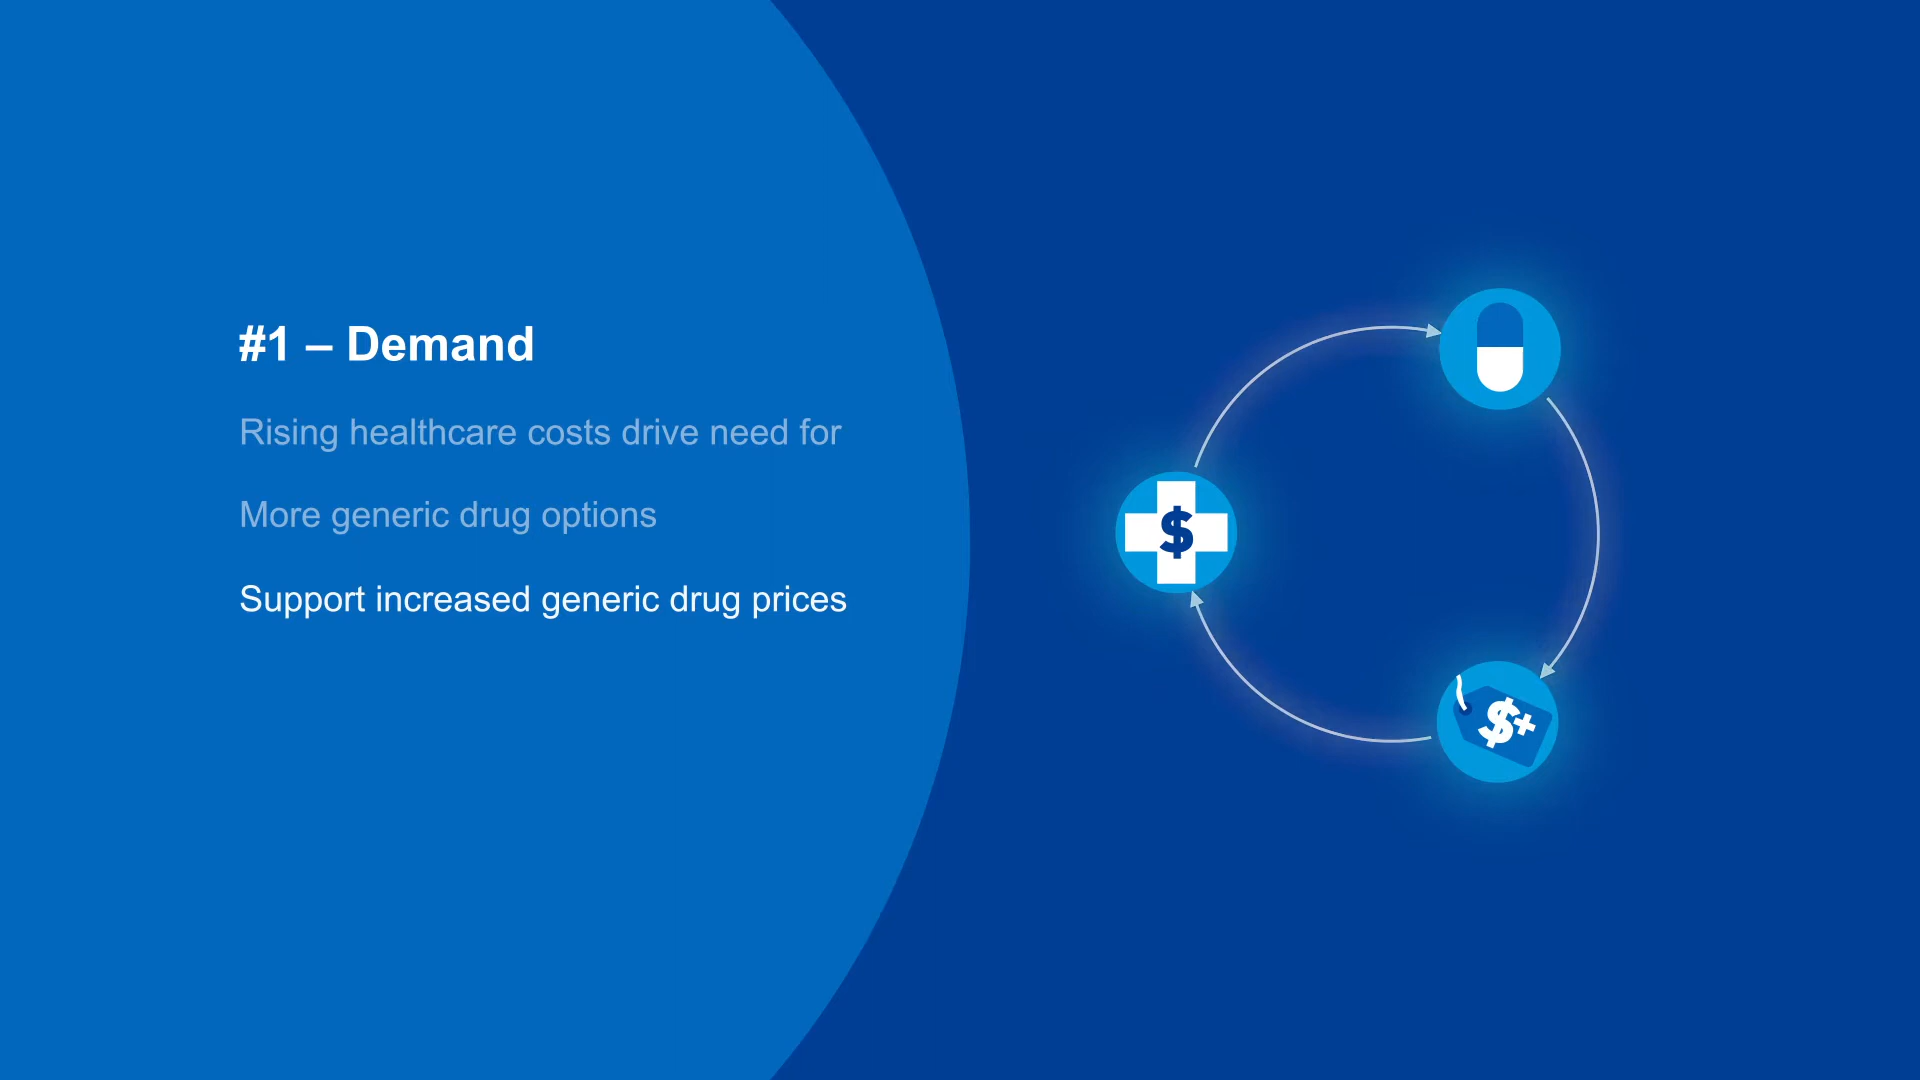 #1 – Demand
Rising healthcare costs drive need for
More generic drug options
Support increased generic drug prices
$
$+